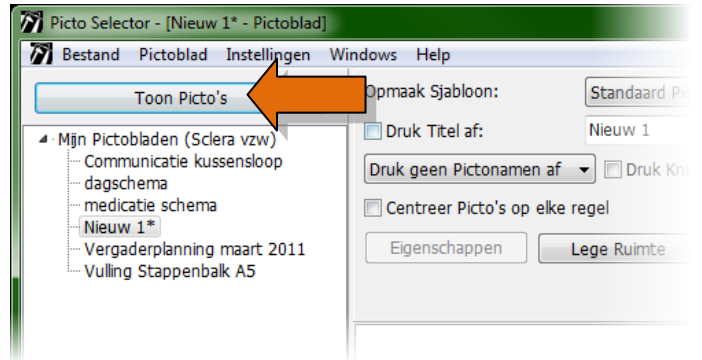 Picto Selector - [Nieuw 1* - Pictoblad]
Bestand Pictoblad Instellingen Windows Help
Toon Picto's
Opmaak Sjabloon: Standaard
Druk Titel af: Nieuw 1
Mijn Pictobladen (Sclera vzw)
Communicatie kussensloop
dagschema
medicatie schema
Nieuw 1*
Vergaderplanning maart 2011
Vulling Stappenbalk A5
Druk geen Pictonamen af Druk
Centreer Picto's op elke regel
Eigenschappen Lege Ruimte